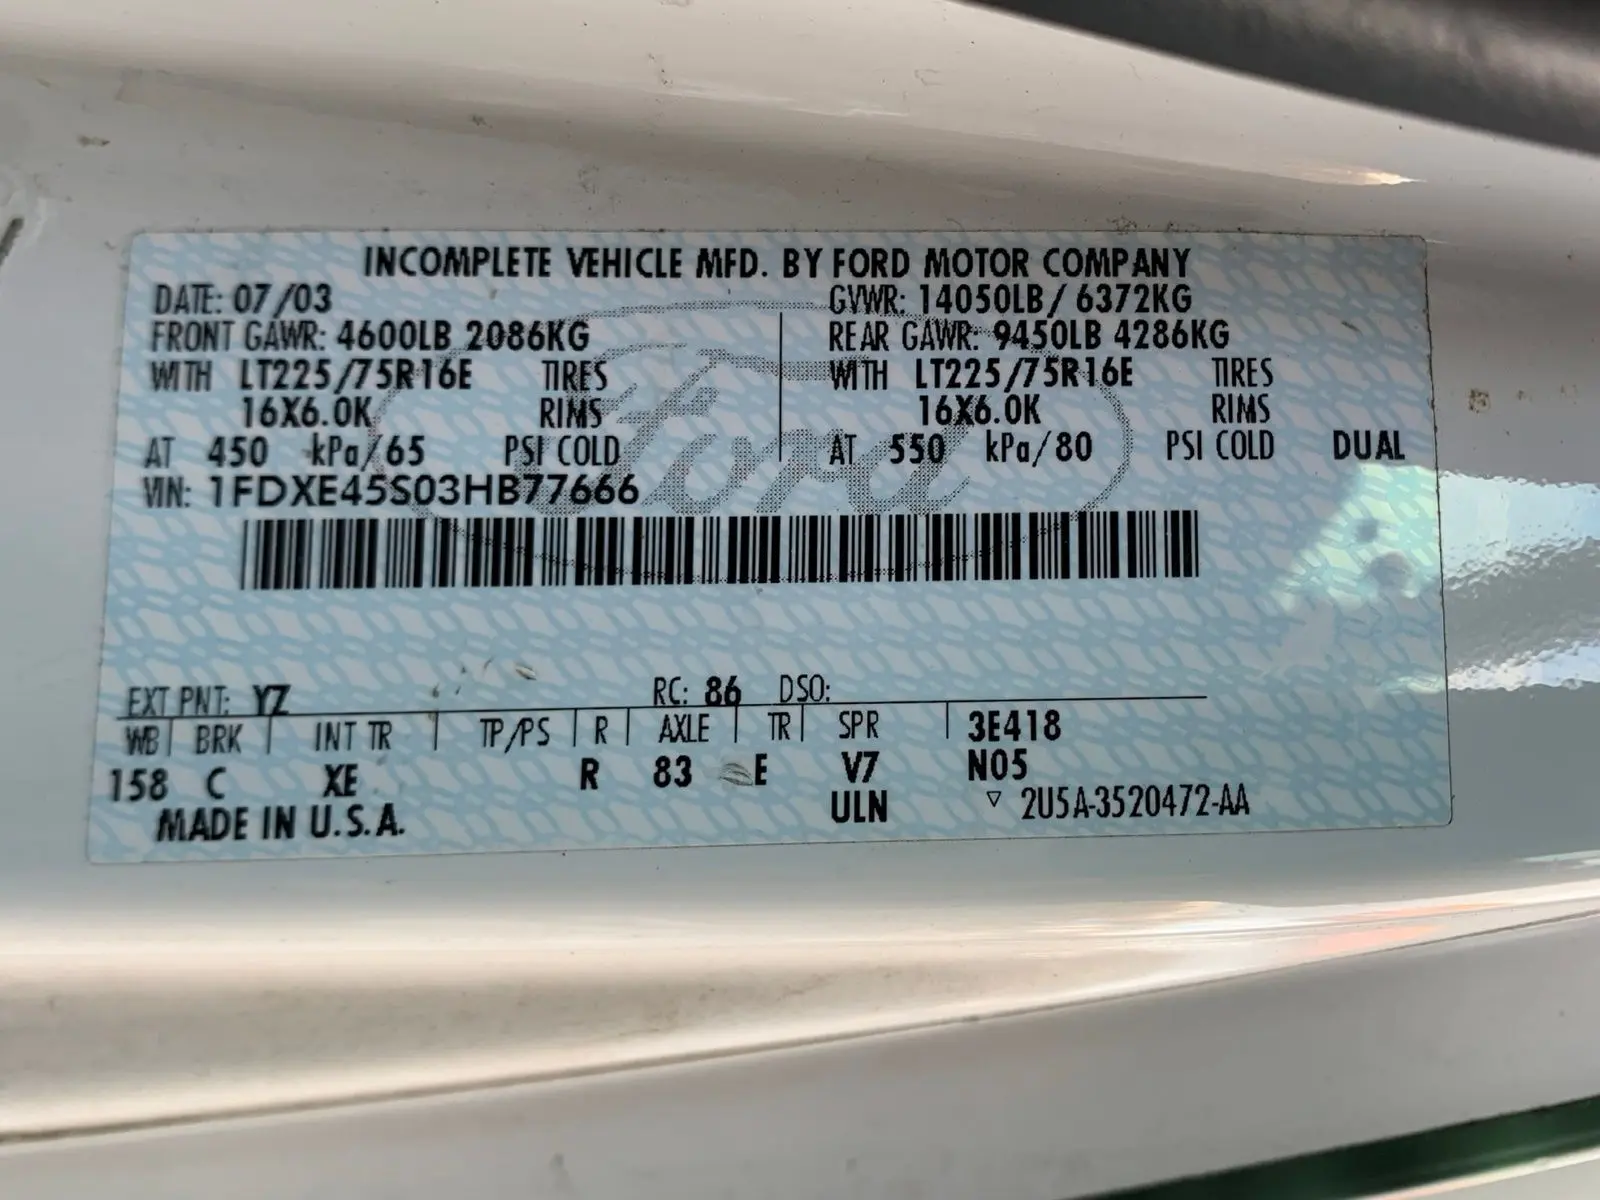 INCOMPLETE VEHICLE MFD. BY FORD MOTOR COMPANY
DATE: 07/03 GVWR: 14050LB / 6372KG
FRONT GAWR: 4600LB 2086KG REAR GAWR: 9450LB 4286KG
WITH LT225/75R16E TIRES WITH LT225/75R16E TIRES
16X6.0K RIMS 16X6.0K RIMS
AT 450 kPa/65 PSI COLD AT 550 kPa/80 PSI COLD DUAL
VIN: 1FDXE45S03HB77666
Ford
EXT PNT: YZ RC: 86 DSO:
WB BRK INT TR TP/PS R AXLE TR SPR 3E418
158 C XE R 83 E V7 N05
ULN ▽ 2U5A-3520472-AA
MADE IN U.S.A.